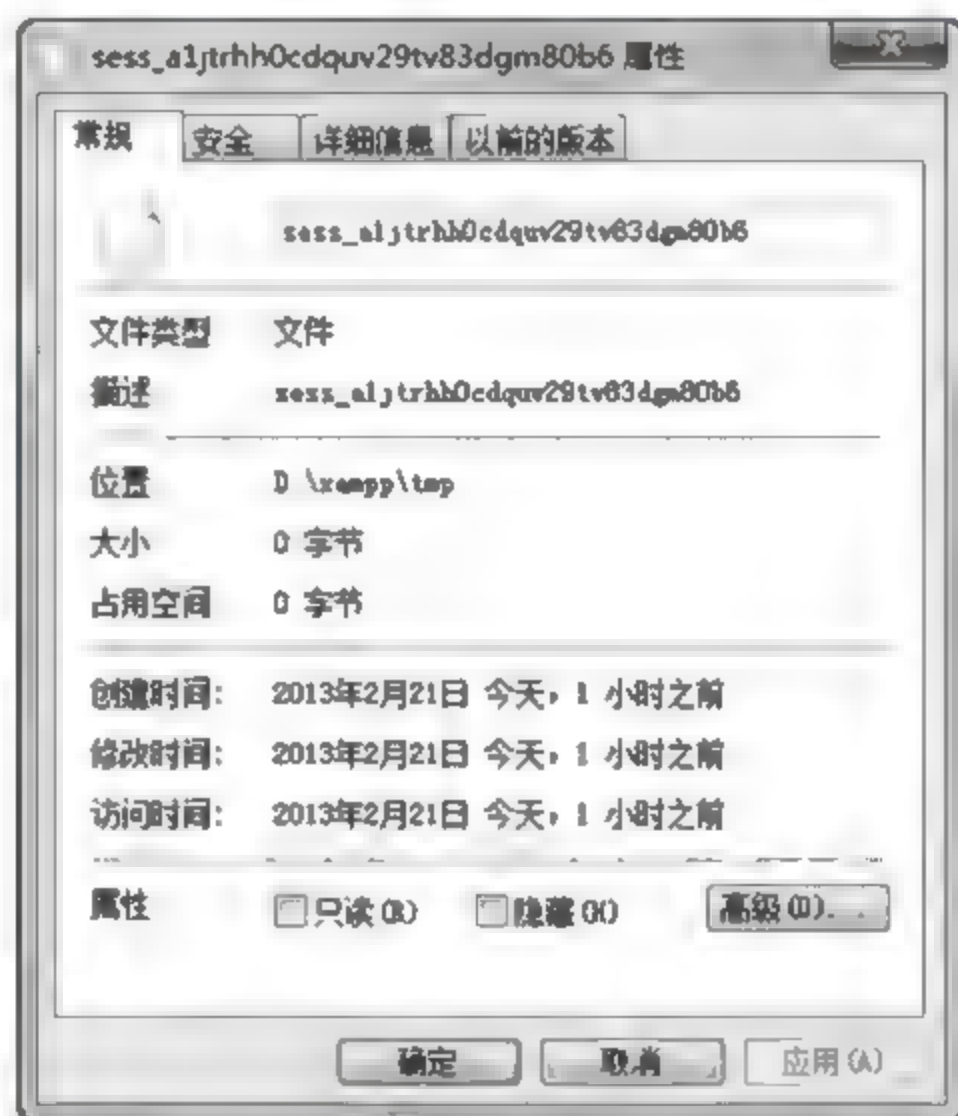 sess_a1jtrhh0cdquv29tv83dgm80b6 属性
常规 安全 详细信息 以前的版本
sess_a1jtrhh0cdquv29tv83dgm80b6
文件类型 文件
描述 sess_a1jtrhh0cdquv29tv83dgm80b6
位置 D \xampp\tmp
大小 0 字节
占用空间 0 字节
创建时间: 2013年2月21日 今天, 1 小时之前
修改时间: 2013年2月21日 今天, 1 小时之前
访问时间: 2013年2月21日 今天, 1 小时之前
属性 只读(R) 隐藏(H) 高级(D)...
确定 取消 应用(A)